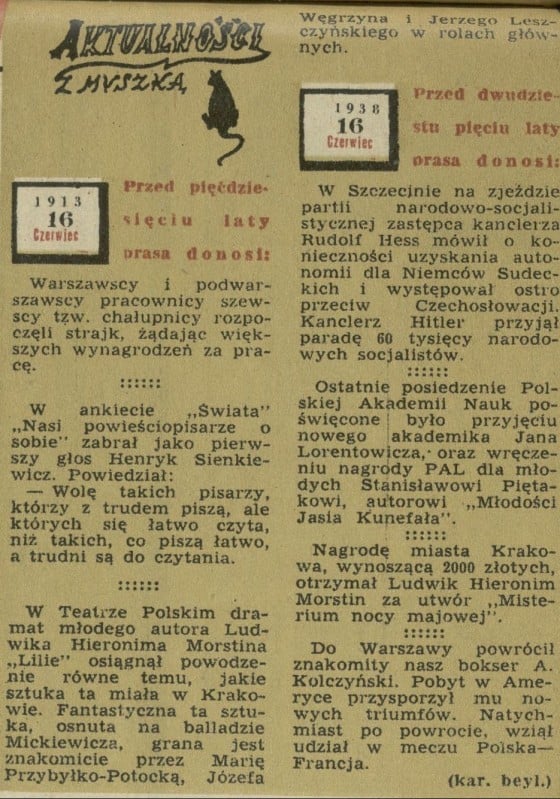 AKTUALNOŚCI
Z MYSZKĄ
1913
16
Czerwiec
Przed pięćdzie-
sięciu laty
prasa donosi:
Warszawscy i podwar-
szawscy pracownicy szew-
scy tzw. chałupnicy rozpo-
częli strajk, żądając więk-
szych wynagrodzeń za pra-
cę.
::::::
W ankiecie „Świata”
„Nasi powieściopisarze o
sobie” zabrał jako pierw-
szy głos Henryk Sienkie-
wicz. Powiedział:
— Wolę takich pisarzy,
którzy z trudem piszą, ale
których się łatwo czyta,
niż takich, co piszą łatwo,
a trudni są do czytania.
::::::
W Teatrze Polskim dra-
mat młodego autora Lud-
wika Hieronima Morstina
„Lilie” osiągnął powodze-
nie równe temu, jakie
sztuka ta miała w Krako-
wie. Fantastyczna ta sztu-
ka, osnuta na balladzie
Mickiewicza, grana jest
znakomicie przez Marię
Przybyłko-Potocką, Józefa
Węgrzyna i Jerzego Lesz-
czyńskiego w rolach głów-
nych.
1938
16
Czerwiec
Przed dwudzie-
stu pięciu laty
prasa donosi:
W Szczecinie na zjeździe
partii narodowo-socjali-
stycznej zastępca kanclerza
Rudolf Hess mówił o ko-
nieczności uzyskania auto-
nomii dla Niemców Sudec-
kich i występował ostro
przeciw Czechosłowacji.
Kanclerz Hitler przyjął
paradę 60 tysięcy narodo-
wych socjalistów.
::::::
Ostatnie posiedzenie Pol-
skiej Akademii Nauk po-
święcone było przyjęciu
nowego akademika Jana
Lorentowicza, oraz wręcze-
niu nagrody PAL dla mło-
dych Stanisławowi Pięta-
kowi, autorowi „Młodości
Jasia Kunefała”.
::::::
Nagrodę miasta Krako-
wa, wynoszącą 2000 złotych,
otrzymał Ludwik Hieronim
Morstin za utwór „Miste-
rium nocy majowej”.
::::::
Do Warszawy powrócił
znakomity nasz bokser A.
Kolczyński. Pobyt w Ame-
ryce przysporzył mu no-
wych triumfów. Natych-
miast po powrocie, wziął
udział w meczu Polska—
Francja.
(kar. beyl.)